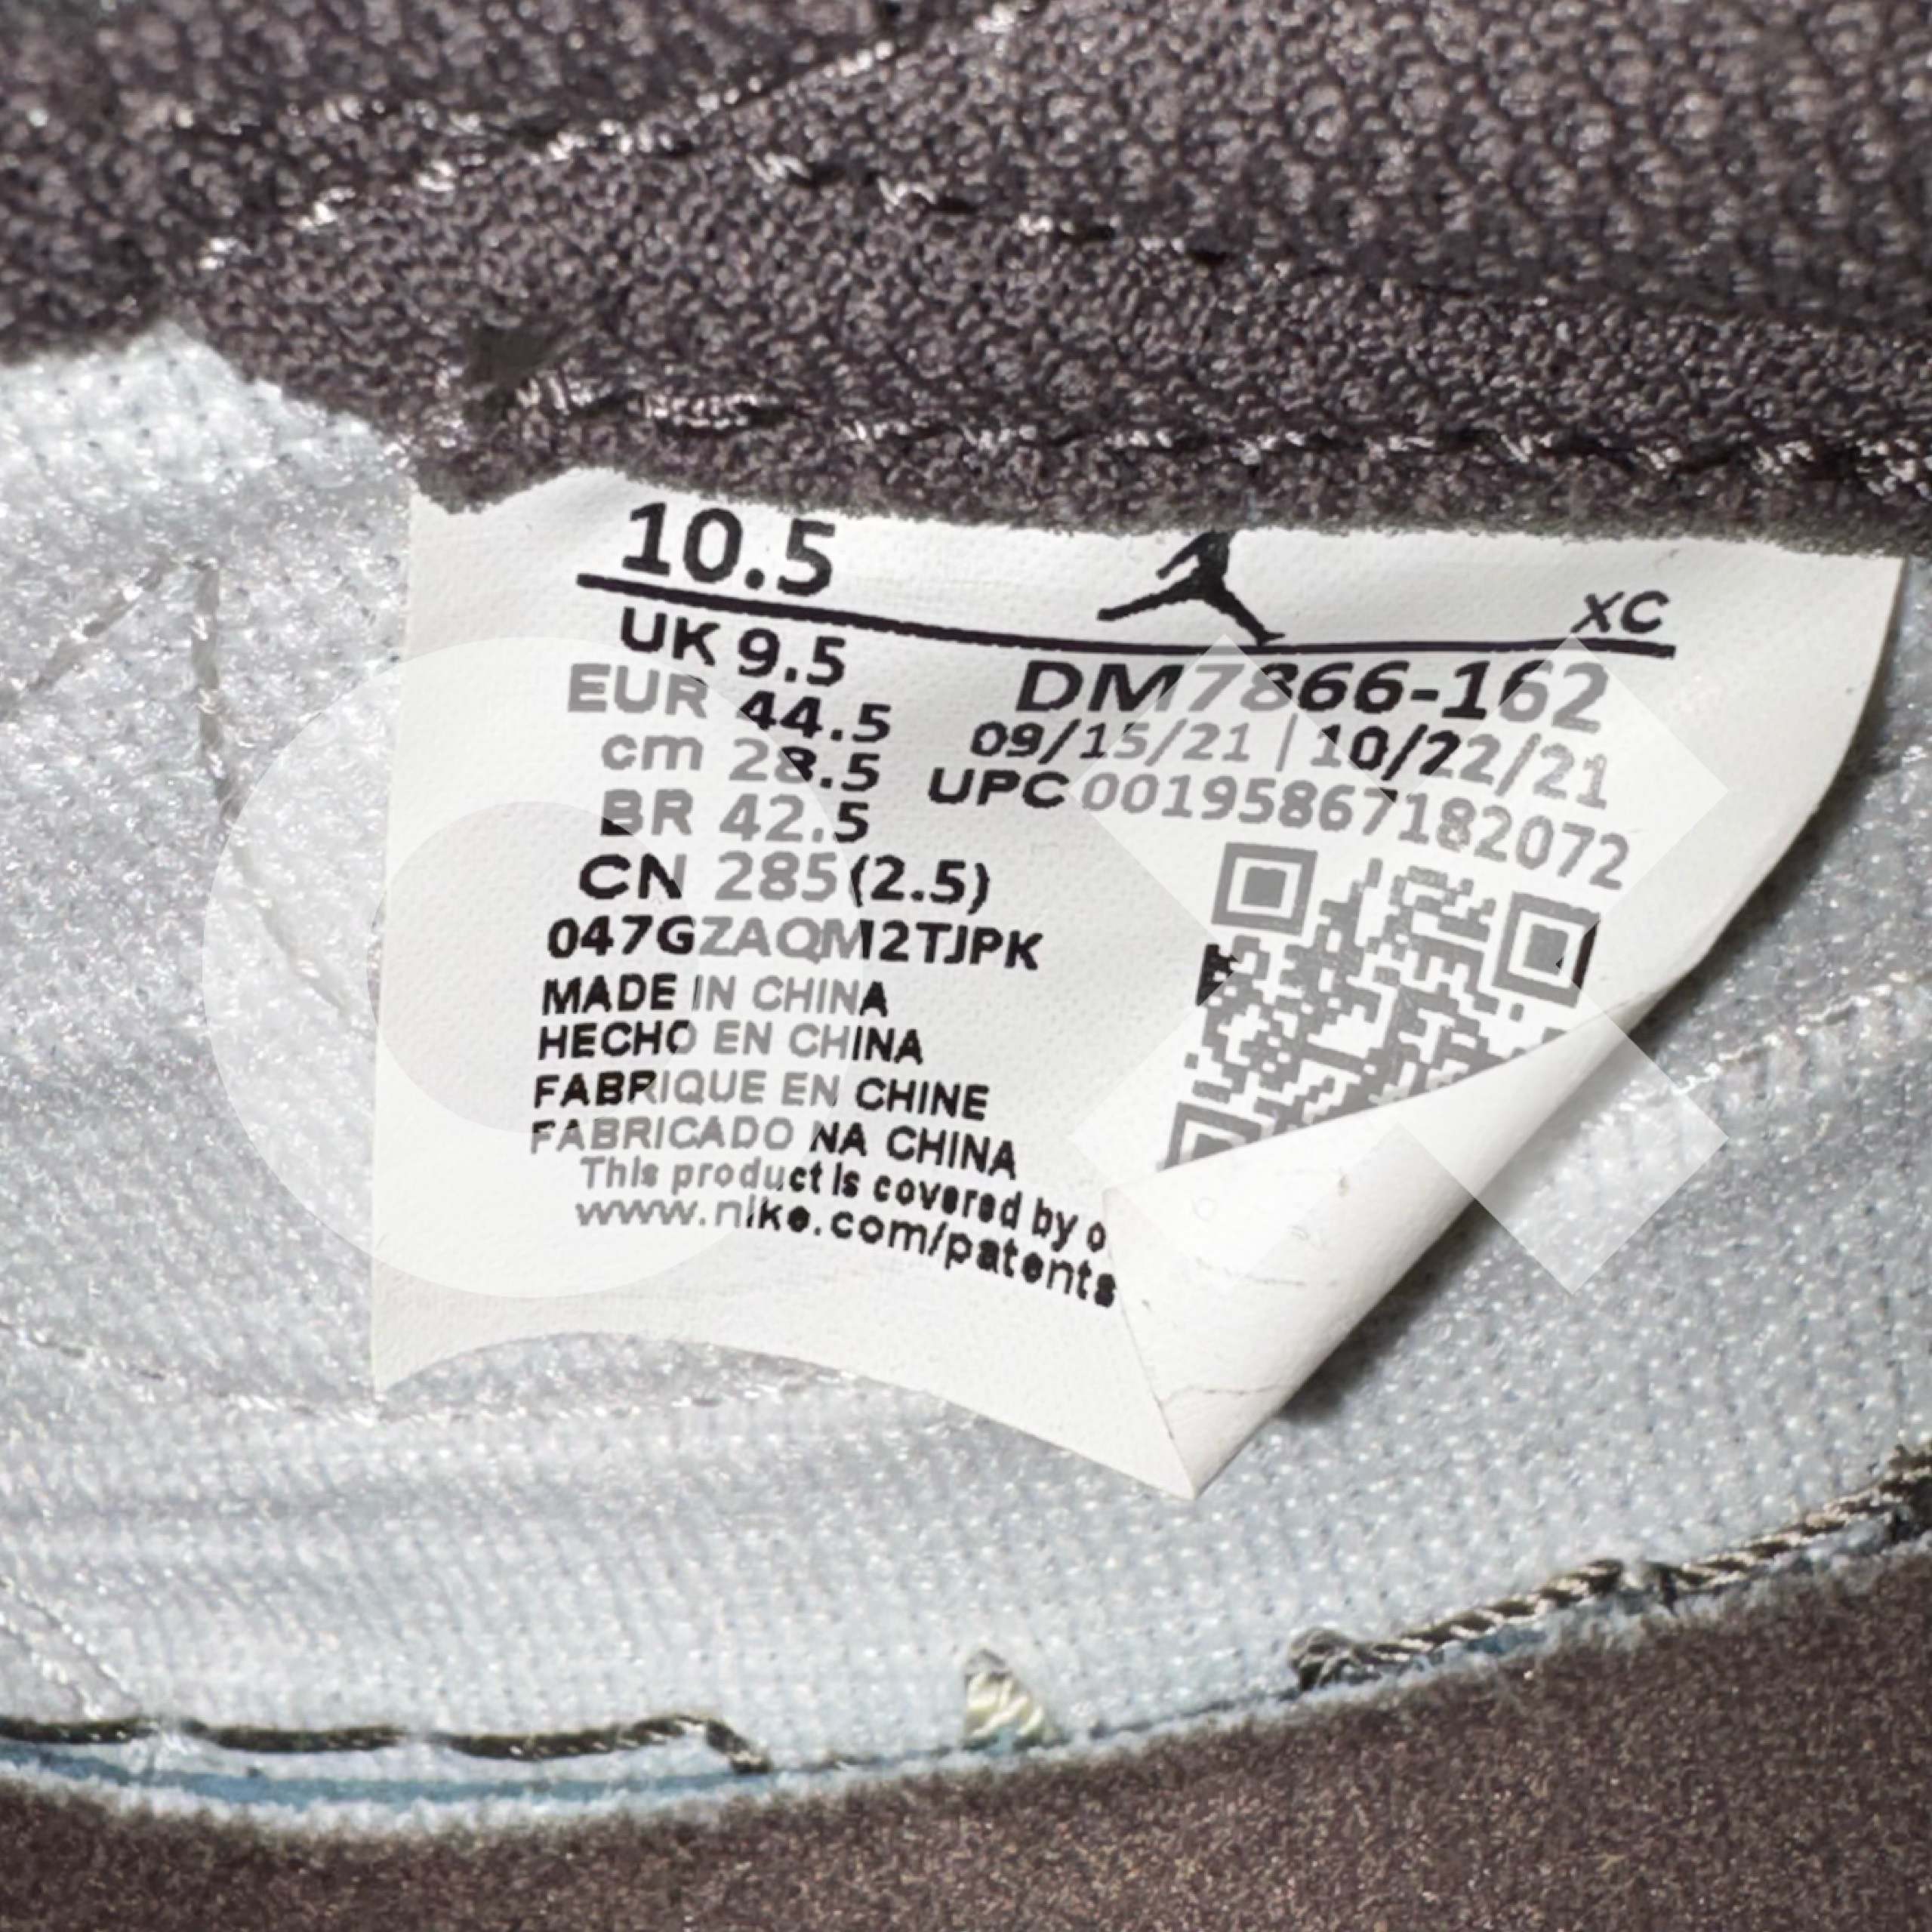 10.5
XC
UK 9.5
EUR 44.5
cm 28.5
BR 42.5
CN 285(2.5)
DM7866-162
09/15/21 | 10/22/21
UPC 00195867182072
047GZAQM12TJPK
MADE IN CHINA
HECHO EN CHINA
FABRIQUE EN CHINE
FABRICADO NA CHINA
This product is covered by o
www.nike.com/patents